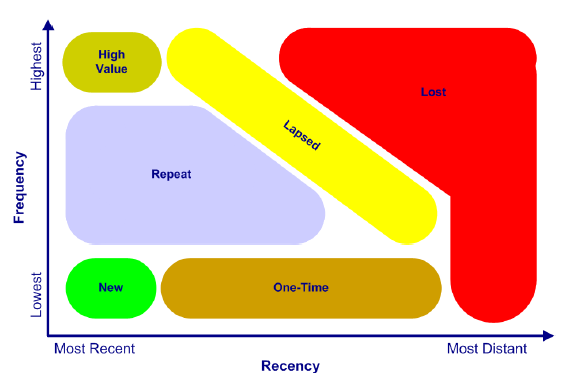 Highest
High
Value
Lost
Lapsed
Repeat
Frequency
Lowest
New
One-Time
Most Recent
Most Distant
Recency